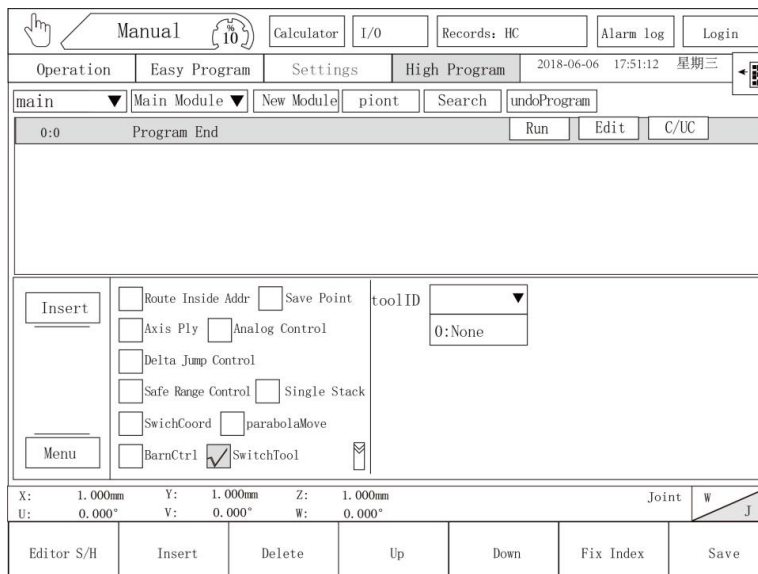 Manual % 10 Calculator I/O Records: HC Alarm log Login
Operation Easy Program Settings High Program 2018-06-06 17:51:12 星期三
main Main Module New Module piont Search undoProgram
0:0 Program End Run Edit C/UC
Insert Route Inside Addr Save Point toolID
Axis Ply Analog Control 0:None
Delta Jump Control
Safe Range Control Single Stack
SwichCoord parabolaMove
Menu BarnCtrl SwitchTool
X: 1.000mm Y: 1.000mm Z: 1.000mm Joint W
U: 0.000° V: 0.000° W: 0.000° J
Editor S/H Insert Delete Up Down Fix Index Save